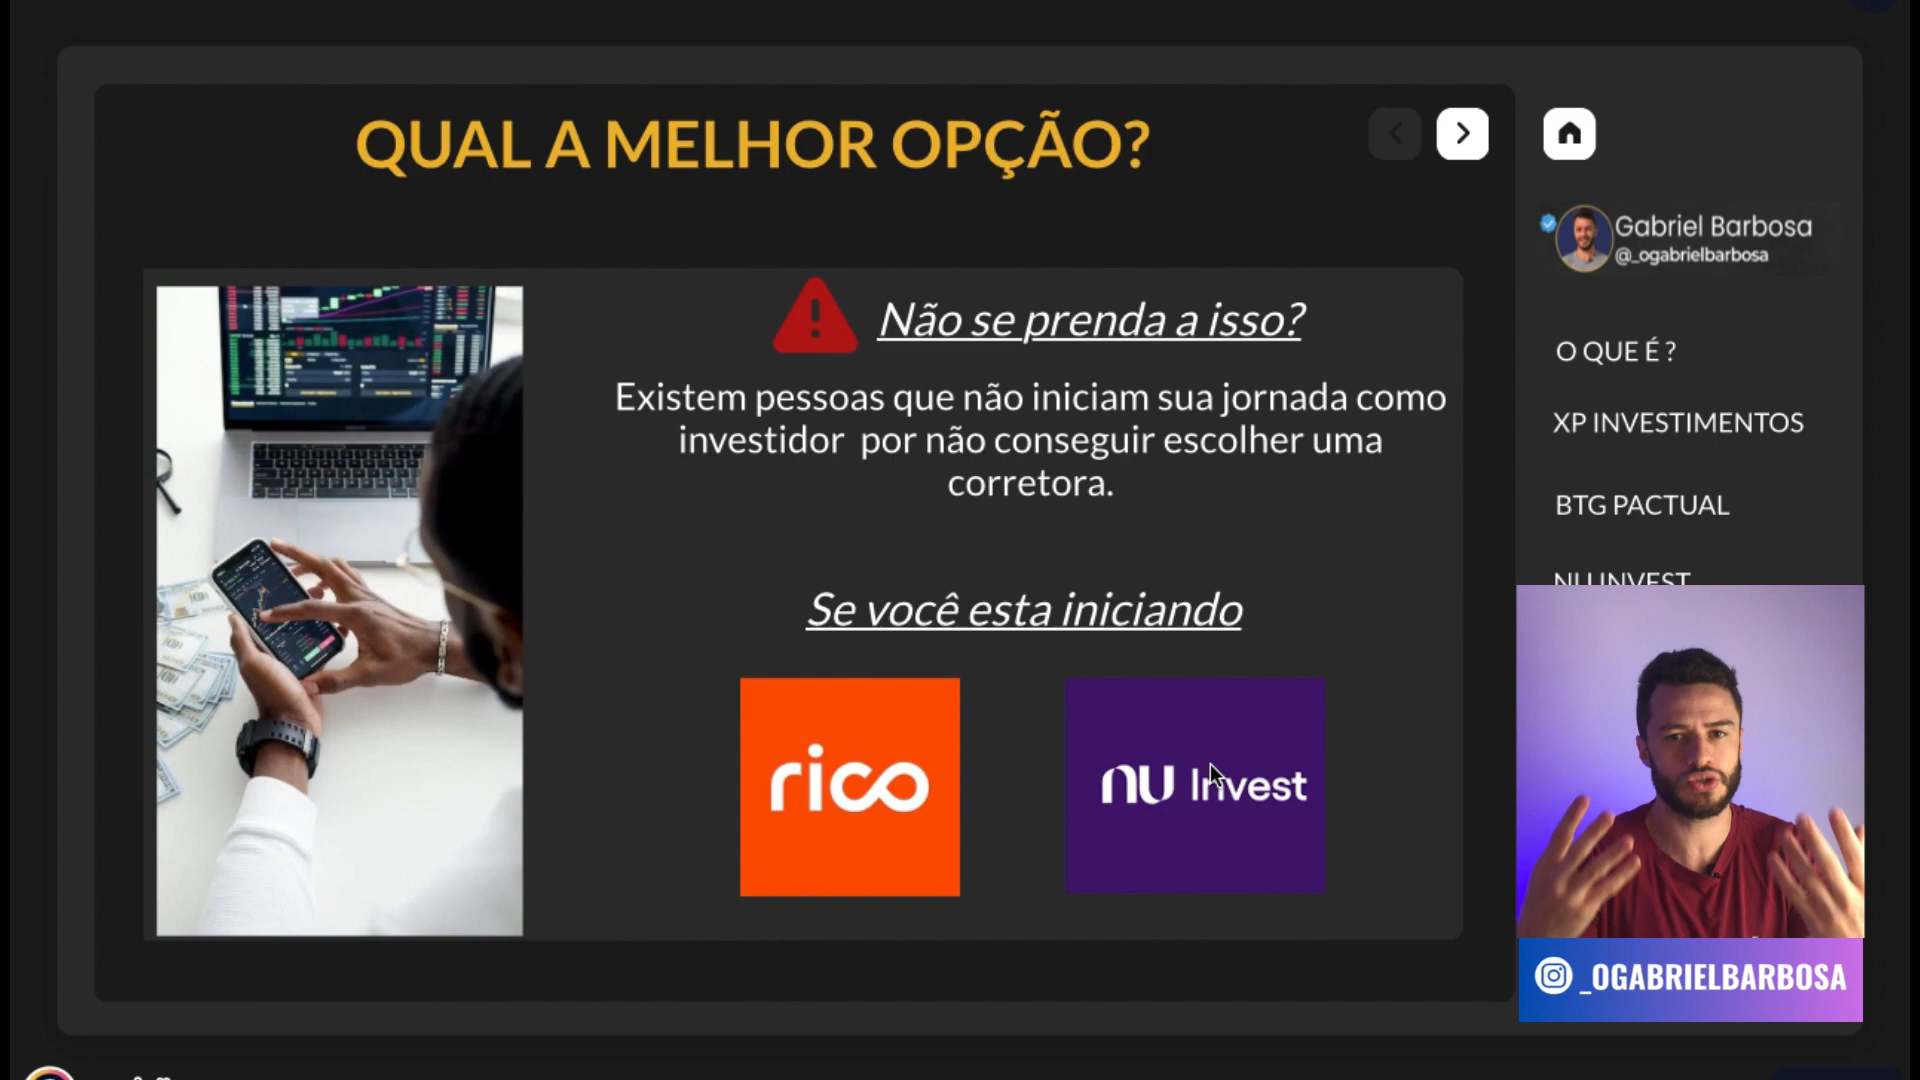 QUAL A MELHOR OPÇÃO?
Não se prenda a isso?
Existem pessoas que não iniciam sua jornada como
investidor por não conseguir escolher uma
corretora.
Se você esta iniciando
rico
nu Invest
Gabriel Barbosa
@_ogabrielbarbosa
O QUE É ?
XP INVESTIMENTOS
BTG PACTUAL
NU INVEST
_OGABRIELBARBOSA